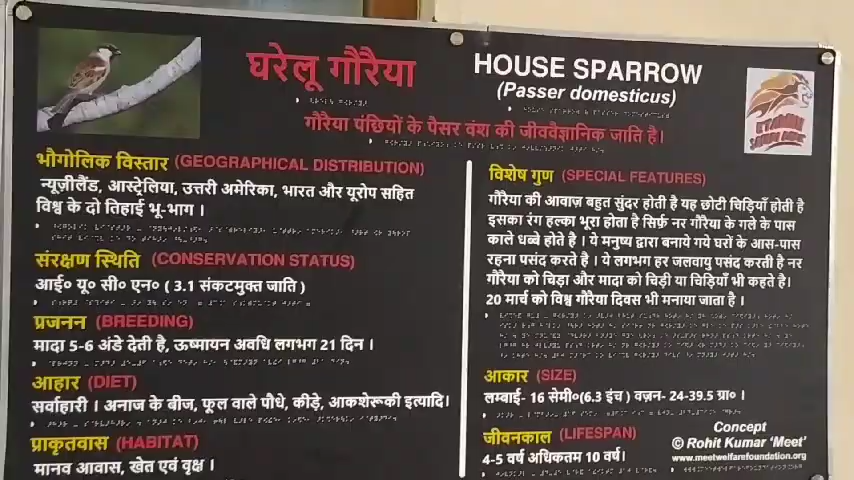 घरेलू गौरैया
HOUSE SPARROW
(Passer domesticus)
गौरैया पंछियों के पैसर वंश की जीववैज्ञानिक जाति है।
भौगोलिक विस्तार (GEOGRAPHICAL DISTRIBUTION)
न्यूज़ीलैंड, आस्ट्रेलिया, उत्तरी अमेरिका, भारत और यूरोप सहित
विश्व के दो तिहाई भू-भाग ।
संरक्षण स्थिति (CONSERVATION STATUS)
आई० यू० सी० एन० ( 3.1 संकटमुक्त जाति )
प्रजनन (BREEDING)
मादा 5-6 अंडे देती है, ऊष्मायन अवधि लगभग 21 दिन ।
आहार (DIET)
सर्वाहारी । अनाज के बीज, फूल वाले पौधे, कीड़े, आकशेरूकी इत्यादि।
प्राकृतवास (HABITAT)
मानव आवास, खेत एवं वृक्ष ।
विशेष गुण (SPECIAL FEATURES)
गौरैया की आवाज़ बहुत सुंदर होती है यह छोटी चिड़ियाँ होती है
इसका रंग हल्का भूरा होता है सिर्फ़ नर गौरैया के गले के पास
काले धब्बे होते है । ये मनुष्य द्वारा बनाये गये घरों के आस-पास
रहना पसंद करते है । ये लगभग हर जलवायु पसंद करती है नर
गौरैया को चिड़ा और मादा को चिड़ी या चिड़ियाँ भी कहते है।
20 मार्च को विश्व गौरैया दिवस भी मनाया जाता है ।
आकार (SIZE)
लम्बाई- 16 सेमी०(6.3 इंच ) वज़न- 24-39.5 ग्रा० ।
जीवनकाल (LIFESPAN)
4-5 वर्ष अधिकतम 10 वर्ष।
Concept
© Rohit Kumar 'Meet'
www.meetwelfarefoundation.org